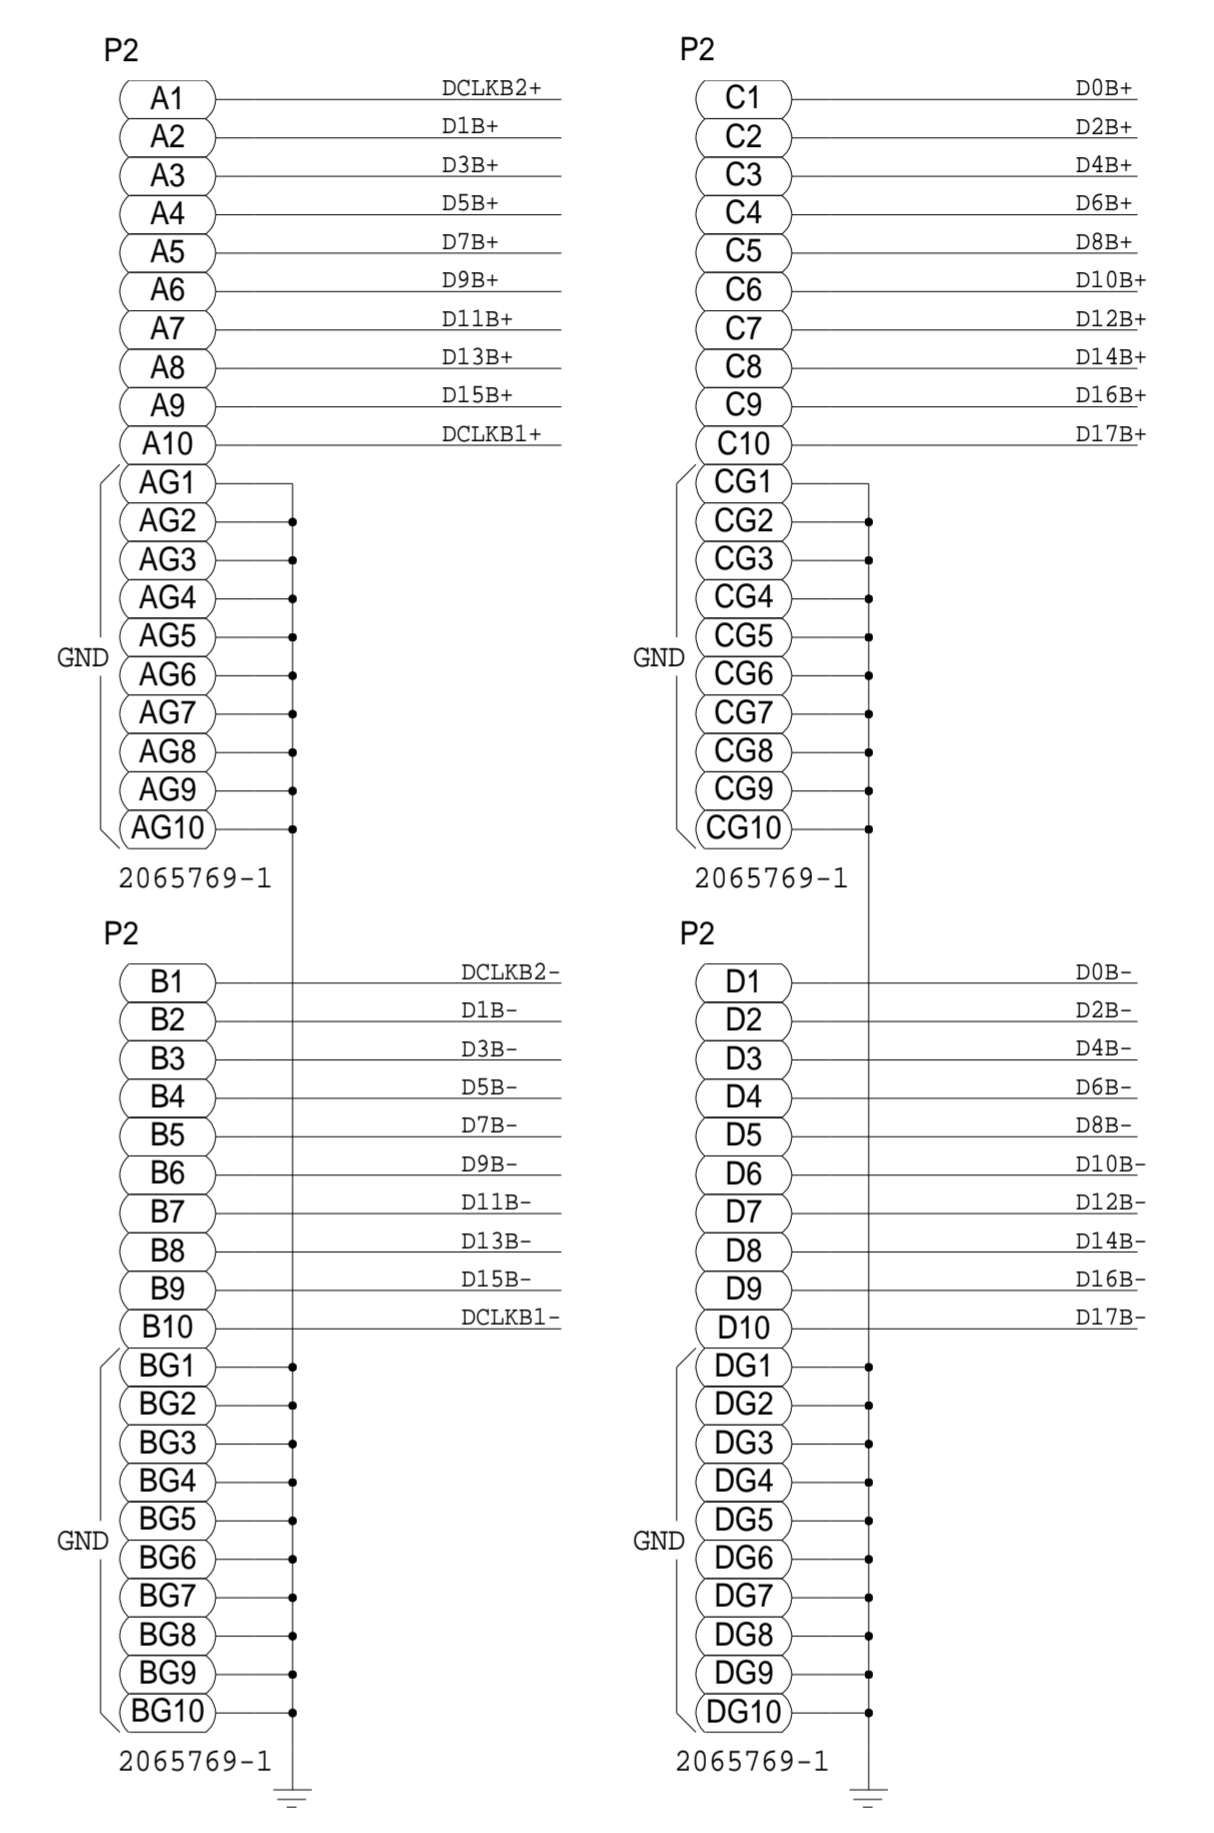 P2
A1 DCLKB2+
A2 D1B+
A3 D3B+
A4 D5B+
A5 D7B+
A6 D9B+
A7 D11B+
A8 D13B+
A9 D15B+
A10 DCLKB1+
AG1
AG2
AG3
AG4
AG5
GND
AG6
AG7
AG8
AG9
AG10
2065769-1
P2
B1 DCLKB2-
B2 D1B-
B3 D3B-
B4 D5B-
B5 D7B-
B6 D9B-
B7 D11B-
B8 D13B-
B9 D15B-
B10 DCLKB1-
BG1
BG2
BG3
BG4
BG5
GND
BG6
BG7
BG8
BG9
BG10
2065769-1
P2
C1 D0B+
C2 D2B+
C3 D4B+
C4 D6B+
C5 D8B+
C6 D10B+
C7 D12B+
C8 D14B+
C9 D16B+
C10 D17B+
CG1
CG2
CG3
CG4
CG5
GND
CG6
CG7
CG8
CG9
CG10
2065769-1
P2
D1 D0B-
D2 D2B-
D3 D4B-
D4 D6B-
D5 D8B-
D6 D10B-
D7 D12B-
D8 D14B-
D9 D16B-
D10 D17B-
DG1
DG2
DG3
DG4
DG5
GND
DG6
DG7
DG8
DG9
DG10
2065769-1